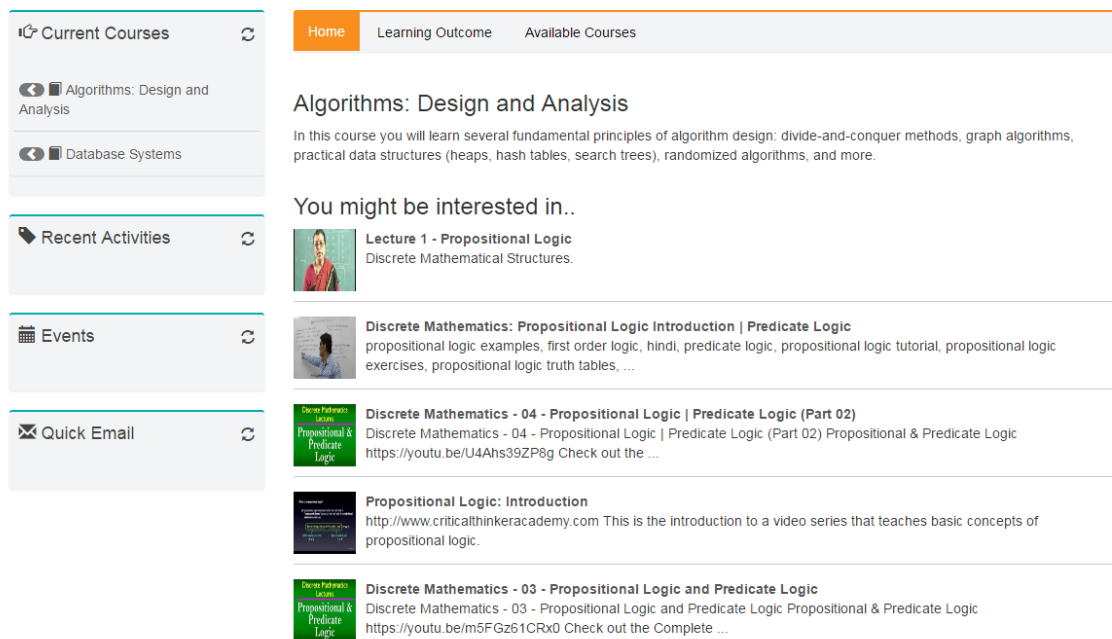 Current Courses
Algorithms: Design and
Analysis
Database Systems
Recent Activities
Events
Quick Email
Home Learning Outcome Available Courses
Algorithms: Design and Analysis
In this course you will learn several fundamental principles of algorithm design: divide-and-conquer methods, graph algorithms,
practical data structures (heaps, hash tables, search trees), randomized algorithms, and more.
You might be interested in..
Lecture 1 - Propositional Logic
Discrete Mathematical Structures.
Discrete Mathematics: Propositional Logic Introduction | Predicate Logic
propositional logic examples, first order logic, hindi, predicate logic, propositional logic tutorial, propositional logic
exercises, propositional logic truth tables, ...
Discrete Mathematics
Lectures
Propositional &
Predicate
Logic
Discrete Mathematics - 04 - Propositional Logic | Predicate Logic (Part 02)
Discrete Mathematics - 04 - Propositional Logic | Predicate Logic (Part 02) Propositional & Predicate Logic
https://youtu.be/U4Ahs39ZP8g Check out the ...
Propositional Logic: Introduction
http://www.criticalthinkeracademy.com This is the introduction to a video series that teaches basic concepts of
propositional logic.
Discrete Mathematics
Lectures
Propositional &
Predicate
Logic
Discrete Mathematics - 03 - Propositional Logic and Predicate Logic
Discrete Mathematics - 03 - Propositional Logic and Predicate Logic Propositional & Predicate Logic
https://youtu.be/m5FGz61CRx0 Check out the Complete ...